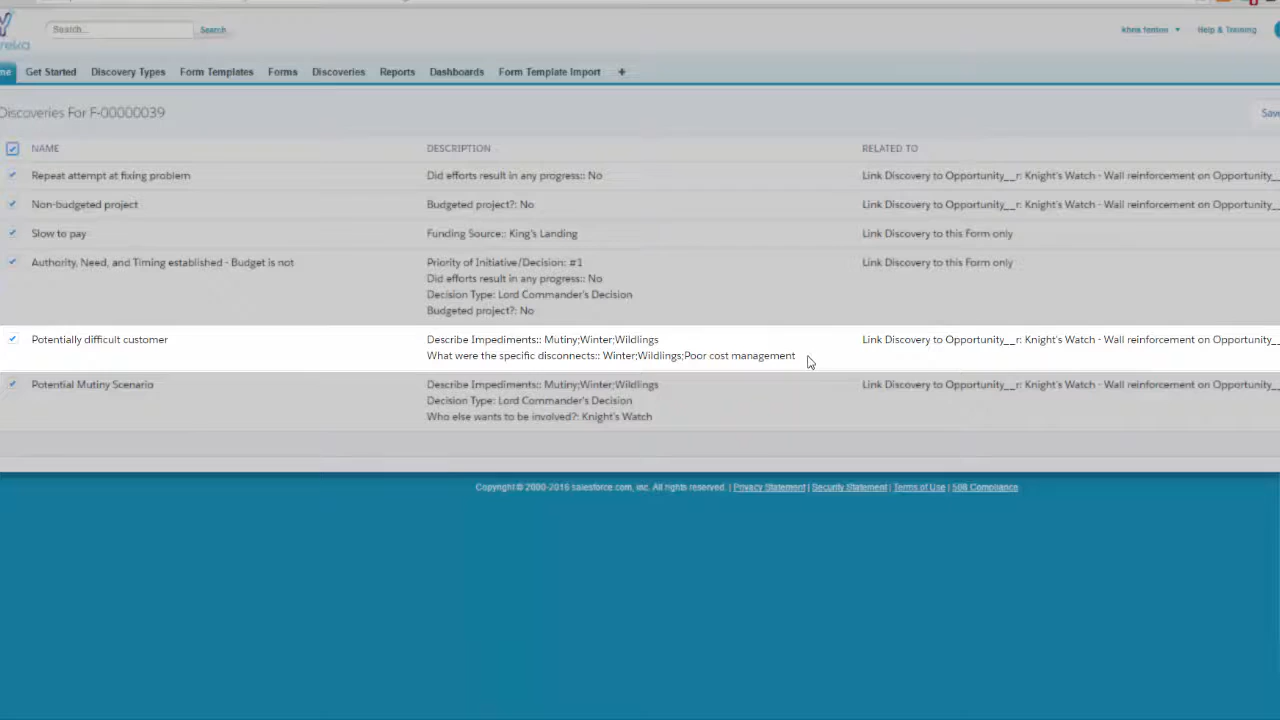 Search...
Search
khris fenton
Help & Training
reka
me
Get Started
Discovery Types
Form Templates
Forms
Discoveries
Reports
Dashboards
Form Template Import
+
Discoveries For F-00000039
Save
NAME
DESCRIPTION
RELATED TO
Repeat attempt at fixing problem
Did efforts result in any progress:: No
Link Discovery to Opportunity__r: Knight's Watch - Wall reinforcement on Opportunity__
Non-budgeted project
Budgeted project?: No
Link Discovery to Opportunity__r: Knight's Watch - Wall reinforcement on Opportunity__
Slow to pay
Funding Source:: King's Landing
Link Discovery to this Form only
Authority, Need, and Timing established - Budget is not
Priority of Initiative/Decision: #1
Did efforts result in any progress:: No
Decision Type: Lord Commander's Decision
Budgeted project?: No
Link Discovery to this Form only
Potentially difficult customer
Describe Impediments:: Mutiny;Winter;Wildlings
What were the specific disconnects:: Winter;Wildlings;Poor cost management
Link Discovery to Opportunity__r: Knight's Watch - Wall reinforcement on Opportunity__
Potential Mutiny Scenario
Describe Impediments:: Mutiny;Winter;Wildlings
Decision Type: Lord Commander's Decision
Who else wants to be involved?: Knight's Watch
Link Discovery to Opportunity__r: Knight's Watch - Wall reinforcement on Opportunity__
Copyright © 2000-2016 salesforce.com, inc. All rights reserved. | Privacy Statement | Security Statement | Terms of Use | 508 Compliance